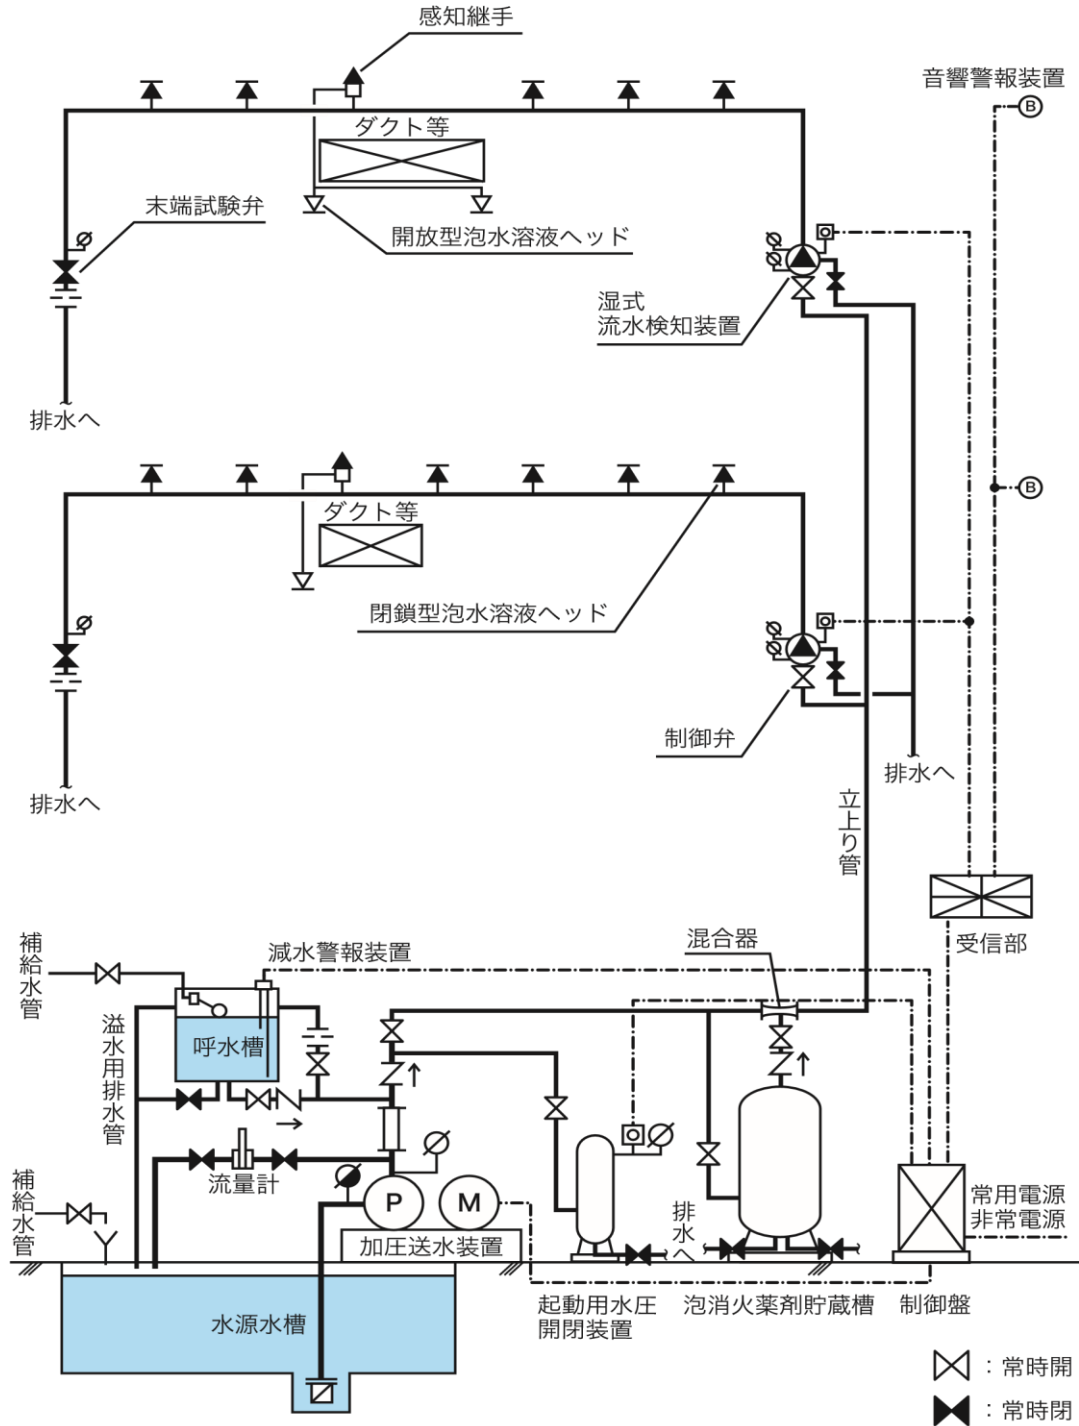 感知継手
音響警報装置
B
ダクト等
末端試験弁
開放型泡水溶液ヘッド
湿式
流水検知装置
排水へ
B
ダクト等
閉鎖型泡水溶液ヘッド
制御弁
排水へ
排水へ
立上り管
受信部
補給水管
減水警報装置
混合器
溢水用排水管
呼水槽
流量計
補給水管
P
M
加圧送水装置
排水へ
常用電源
非常電源
水源水槽
起動用水圧
開閉装置
泡消火薬剤貯蔵槽
制御盤
：常時開
：常時閉